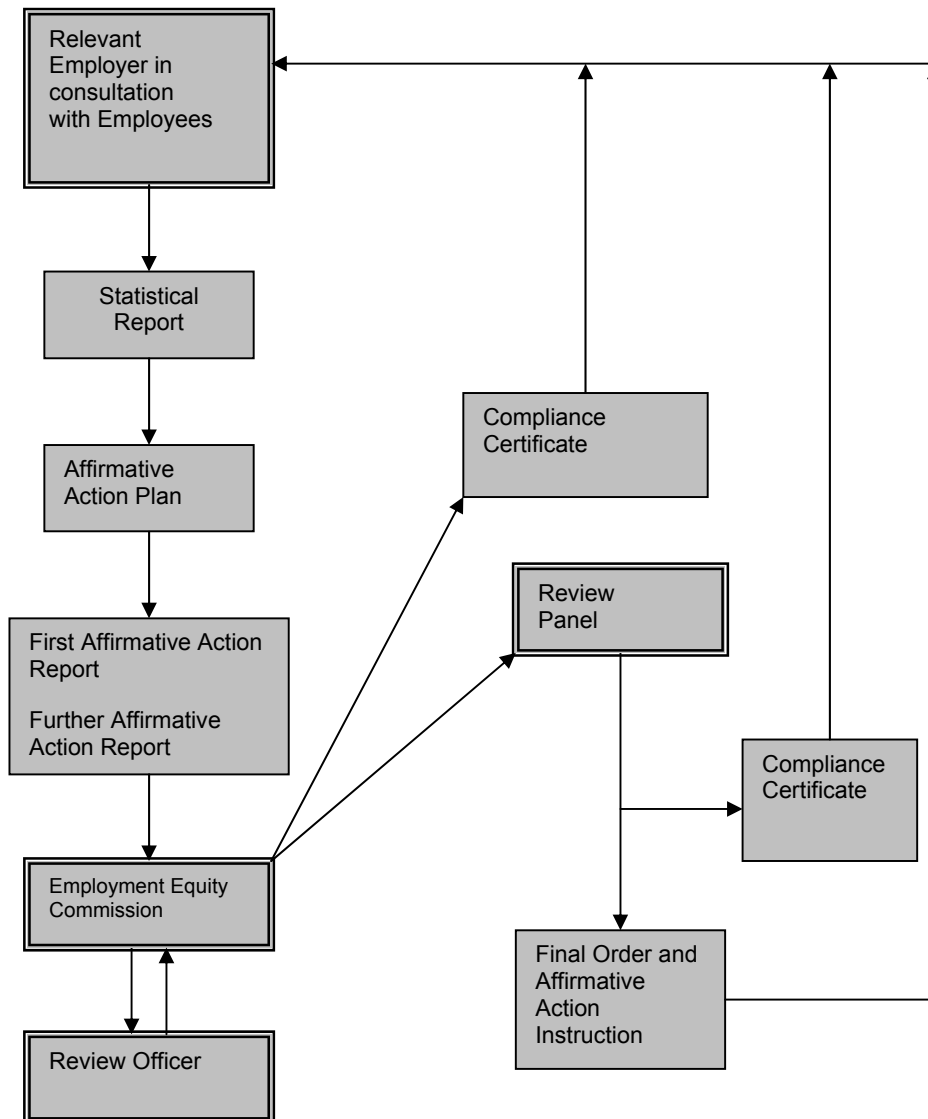 Relevant
Employer in
consultation
with Employees
Statistical
Report
Affirmative
Action Plan
First Affirmative Action
Report
Further Affirmative
Action Report
Employment Equity
Commission
Review Officer
Compliance
Certificate
Review
Panel
Compliance
Certificate
Final Order and
Affirmative
Action
Instruction